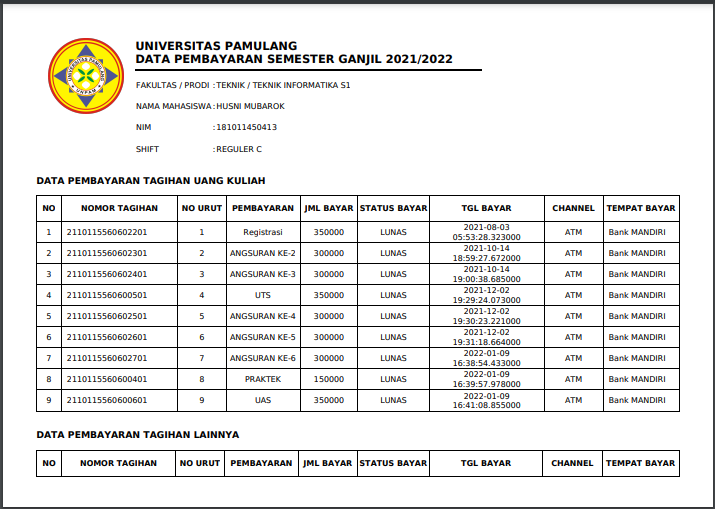 UNIVERSITAS PAMULANG
UNPAM
UNIVERSITAS PAMULANG
DATA PEMBAYARAN SEMESTER GANJIL 2021/2022
FAKULTAS / PRODI : TEKNIK / TEKNIK INFORMATIKA S1
NAMA MAHASISWA : HUSNI MUBAROK
NIM : 181011450413
SHIFT : REGULER C
DATA PEMBAYARAN TAGIHAN UANG KULIAH
NO NOMOR TAGIHAN NO URUT PEMBAYARAN JML BAYAR STATUS BAYAR TGL BAYAR CHANNEL TEMPAT BAYAR
1 2110115560602201 1 Registrasi 350000 LUNAS 2021-08-03 05:53:28.323000 ATM Bank MANDIRI
2 2110115560602301 2 ANGSURAN KE-2 300000 LUNAS 2021-10-14 18:59:27.672000 ATM Bank MANDIRI
3 2110115560602401 3 ANGSURAN KE-3 300000 LUNAS 2021-10-14 19:00:38.685000 ATM Bank MANDIRI
4 2110115560600501 4 UTS 350000 LUNAS 2021-12-02 19:29:24.073000 ATM Bank MANDIRI
5 2110115560602501 5 ANGSURAN KE-4 300000 LUNAS 2021-12-02 19:30:23.221000 ATM Bank MANDIRI
6 2110115560602601 6 ANGSURAN KE-5 300000 LUNAS 2021-12-02 19:31:18.664000 ATM Bank MANDIRI
7 2110115560602701 7 ANGSURAN KE-6 300000 LUNAS 2022-01-09 16:38:54.433000 ATM Bank MANDIRI
8 2110115560600401 8 PRAKTEK 150000 LUNAS 2022-01-09 16:39:57.978000 ATM Bank MANDIRI
9 2110115560600601 9 UAS 350000 LUNAS 2022-01-09 16:41:08.855000 ATM Bank MANDIRI
DATA PEMBAYARAN TAGIHAN LAINNYA
NO NOMOR TAGIHAN NO URUT PEMBAYARAN JML BAYAR STATUS BAYAR TGL BAYAR CHANNEL TEMPAT BAYAR